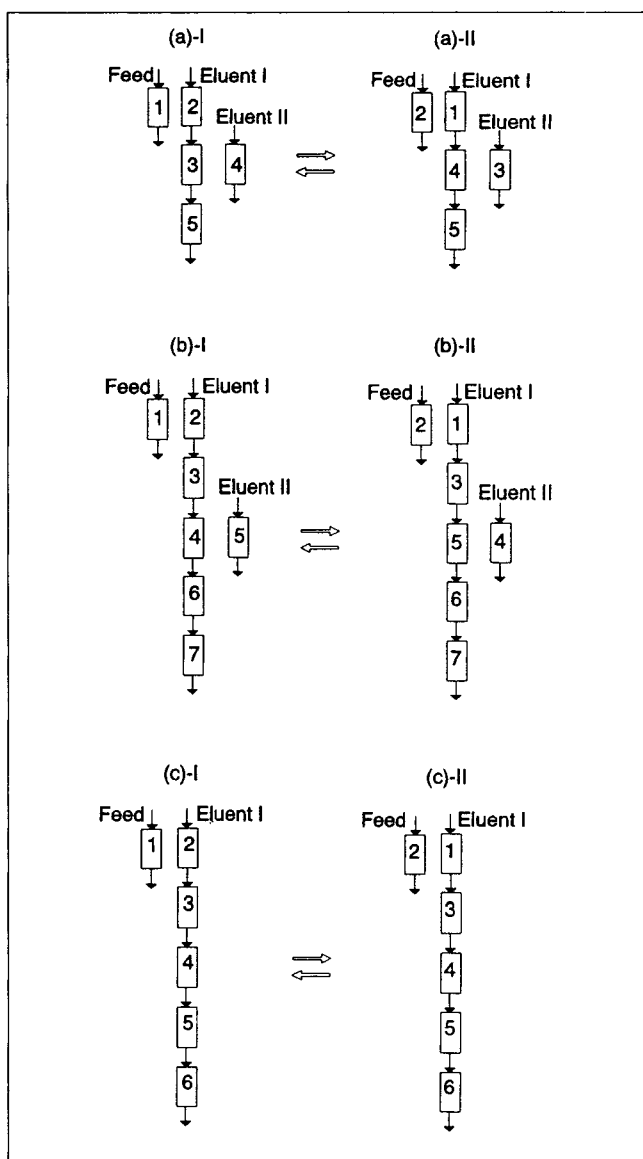 (a)-I (a)-II
Feed Eluent I Feed Eluent I
1 2 2 1
Eluent II Eluent II
3 4 4 3
5 5
(b)-I (b)-II
Feed Eluent I Feed Eluent I
1 2 2 1
3 3
Eluent II Eluent II
4 5 5 4
6 6
7 7
(c)-I (c)-II
Feed Eluent I Feed Eluent I
1 2 2 1
3 3
4 4
5 5
6 6